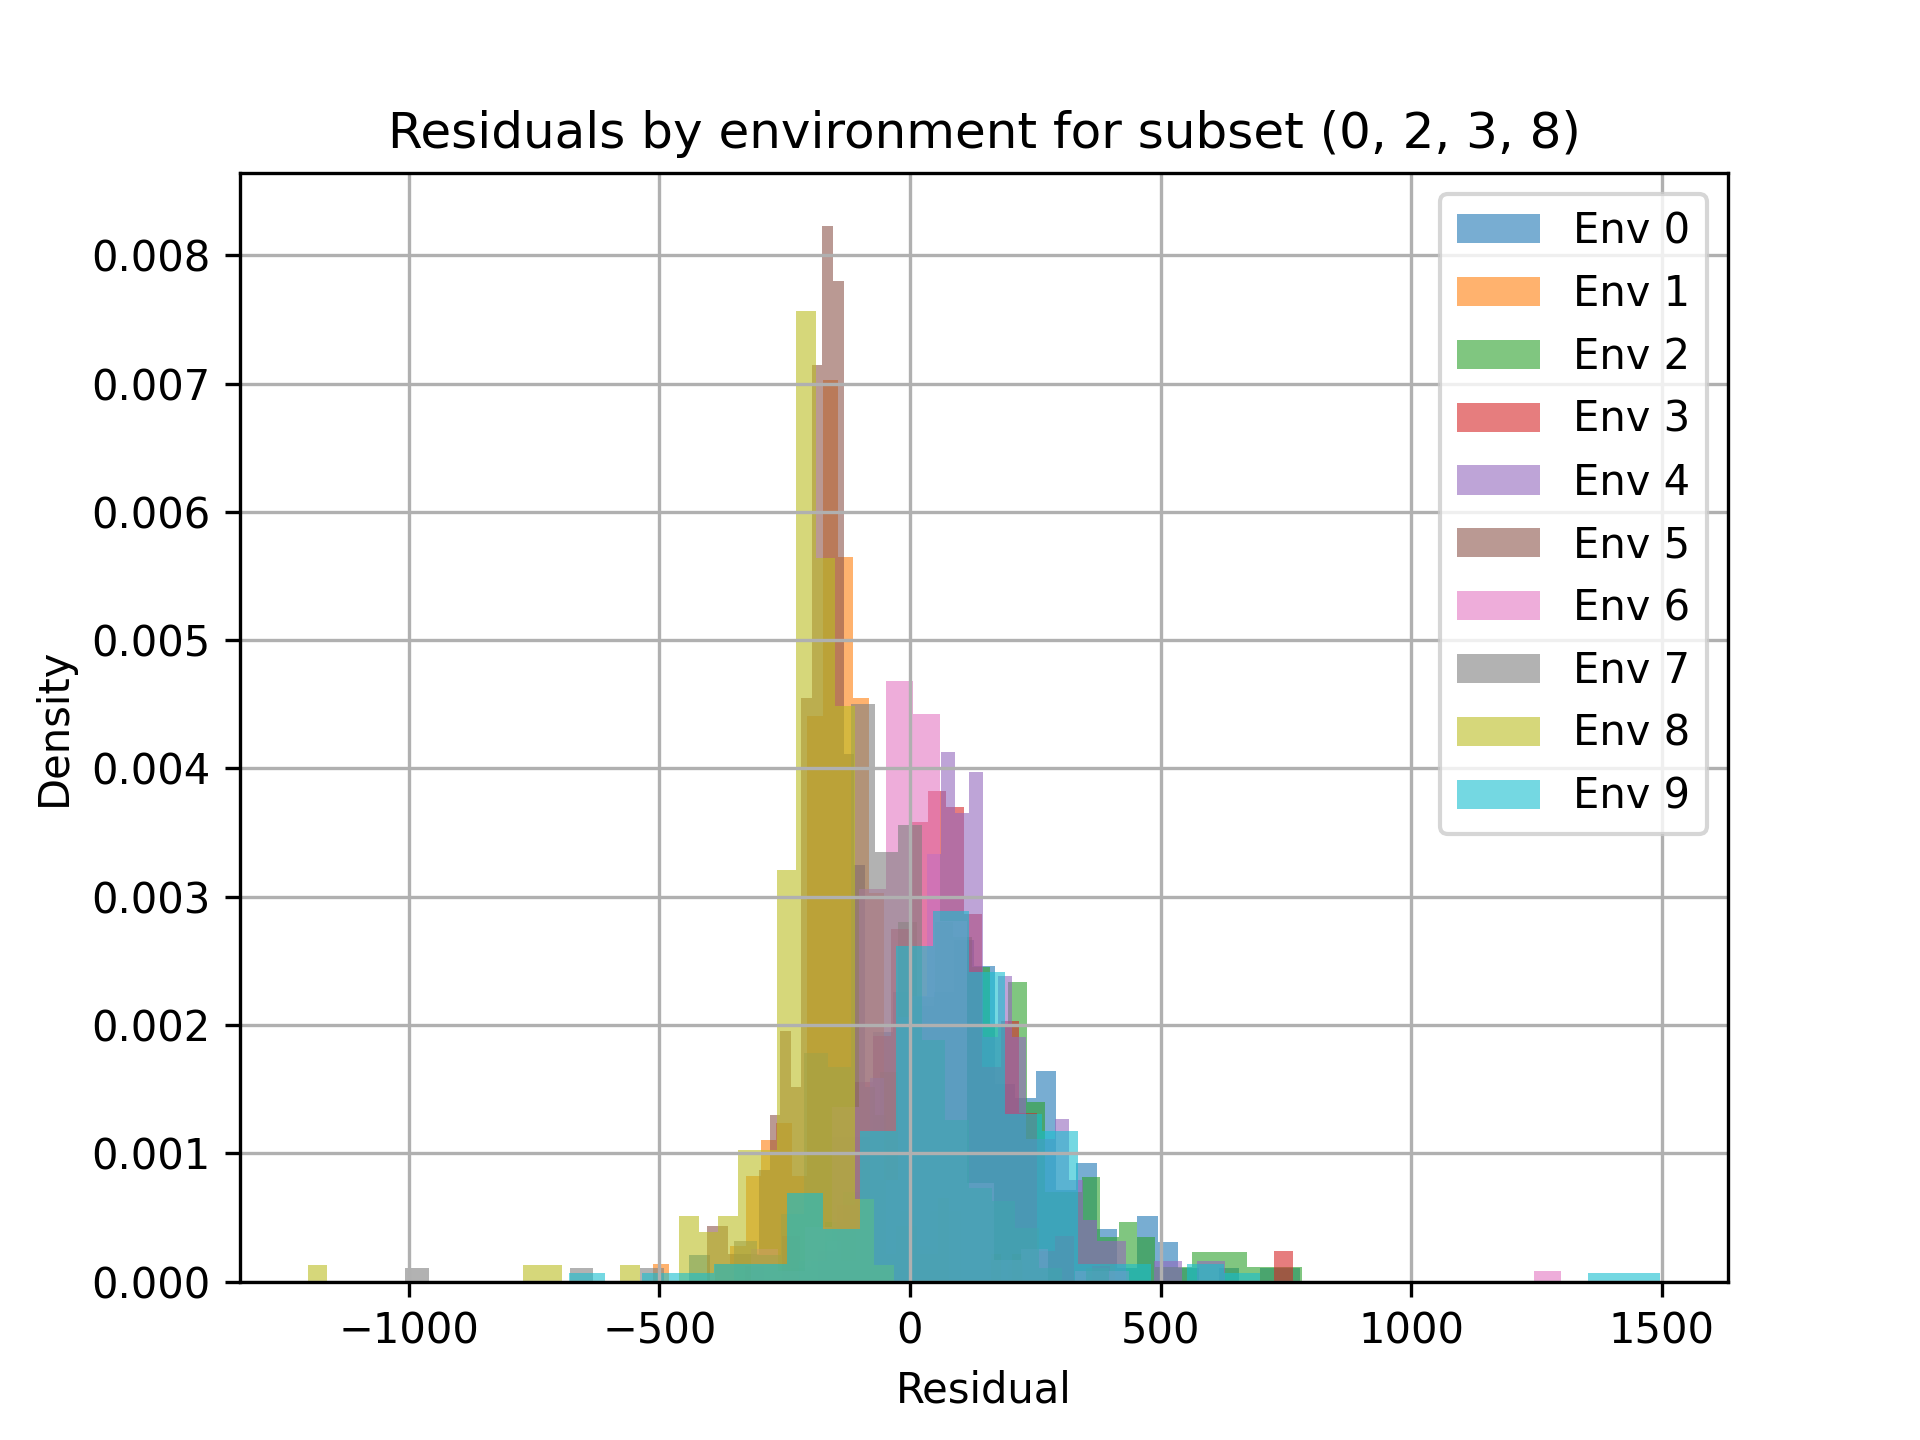 Residuals by environment for subset (0, 2, 3, 8)
Env 0
Env 1
Env 2
Env 3
Env 4
Env 5
Env 6
Env 7
Env 8
Env 9
0.008
0.007
0.006
0.005
0.004
0.003
0.002
0.001
0.000
Density
−1000
−500
0
500
1000
1500
Residual